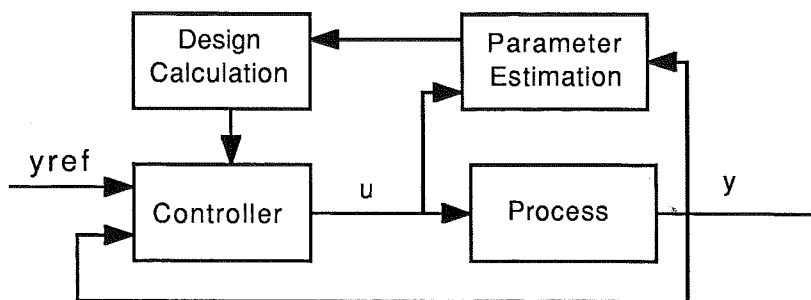 Design
Calculation
Parameter
Estimation
yref
Controller
u
Process
y